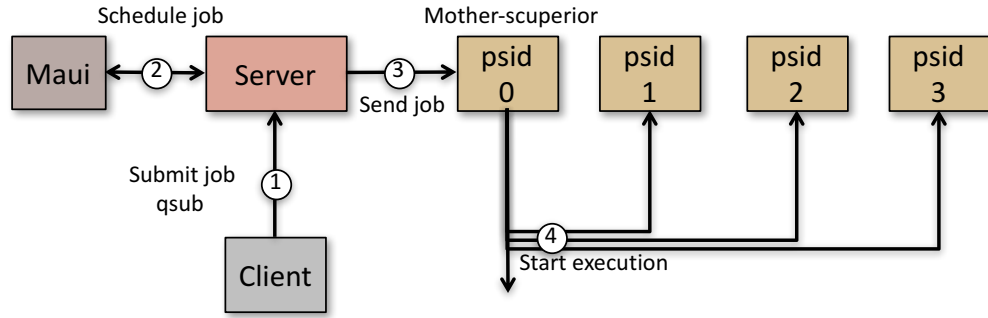 Schedule job
Mother-scuperior
Maui
2
Server
3
Send job
psid
0
psid
1
psid
2
psid
3
Submit job
qsub
1
4
Start execution
Client